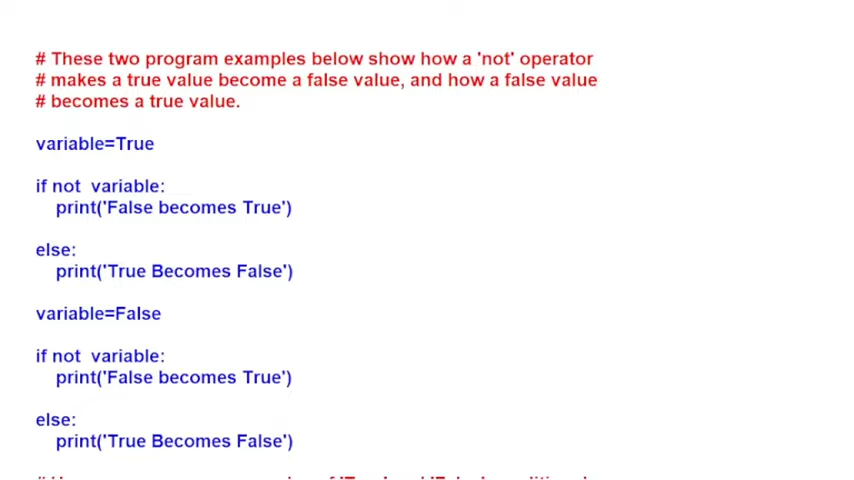 # These two program examples below show how a 'not' operator
# makes a true value become a false value, and how a false value
# becomes a true value.
variable=True
if not  variable:
    print('False becomes True')
else:
    print('True Becomes False')
variable=False
if not  variable:
    print('False becomes True')
else:
    print('True Becomes False')